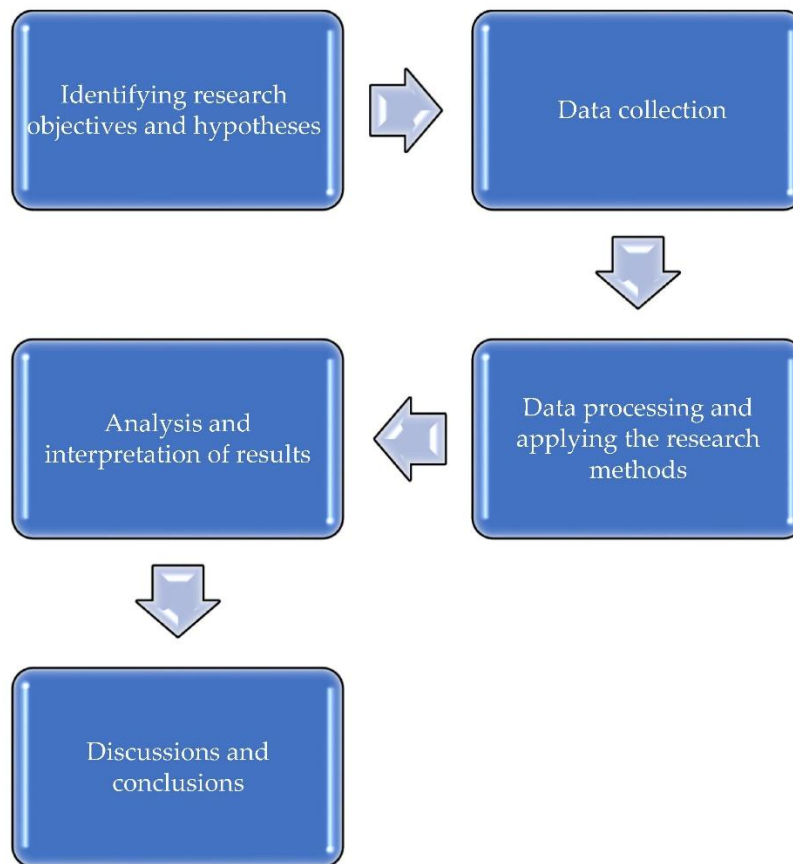 Identifying research
objectives and hypotheses
Data collection
Data processing and
applying the research
methods
Analysis and
interpretation of results
Discussions and
conclusions